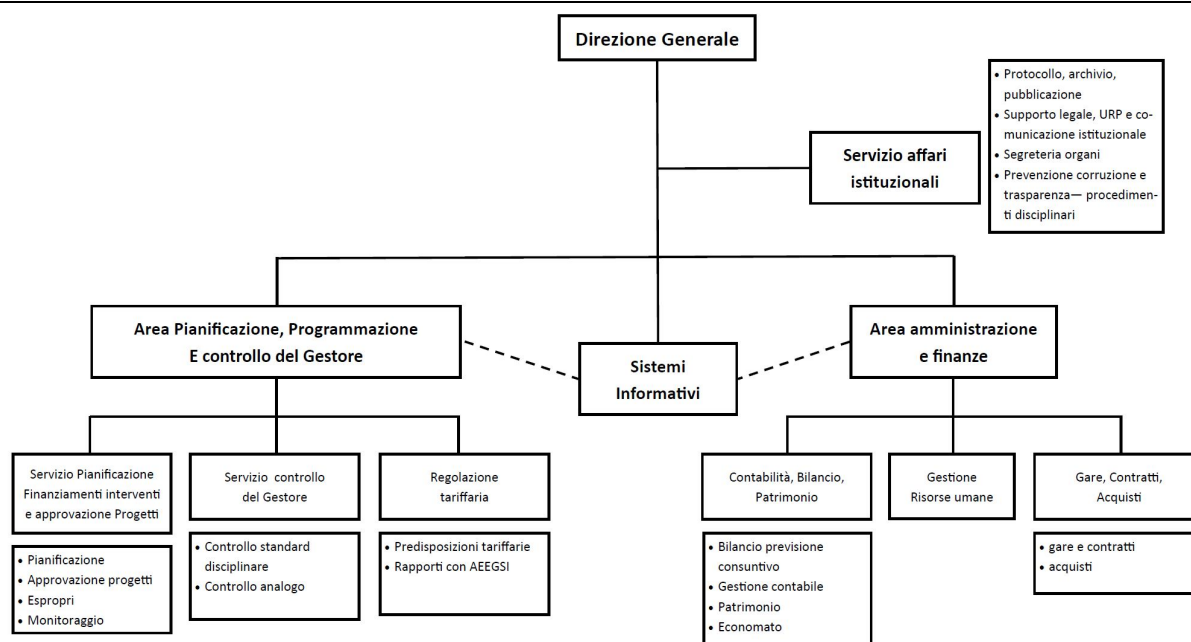 Direzione Generale
• Protocollo, archivio,
pubblicazione
• Supporto legale, URP e co-
municazione istituzionale
• Segreteria organi
• Prevenzione corruzione e
trasparenza— procedimen-
ti disciplinari
Servizio affari
istituzionali
Area Pianificazione, Programmazione
E controllo del Gestore
Sistemi
Informativi
Area amministrazione
e finanze
Servizio Pianificazione
Finanziamenti interventi
e approvazione Progetti
• Pianificazione
• Approvazione progetti
• Espropri
• Monitoraggio
Servizio controllo
del Gestore
• Controllo standard
disciplinare
• Controllo analogo
Regolazione
tariffaria
• Predisposizioni tariffarie
• Rapporti con AEEGSI
Contabilità, Bilancio,
Patrimonio
• Bilancio previsione
consuntivo
• Gestione contabile
• Patrimonio
• Economato
Gestione
Risorse umane
Gare, Contratti,
Acquisti
• gare e contratti
• acquisti